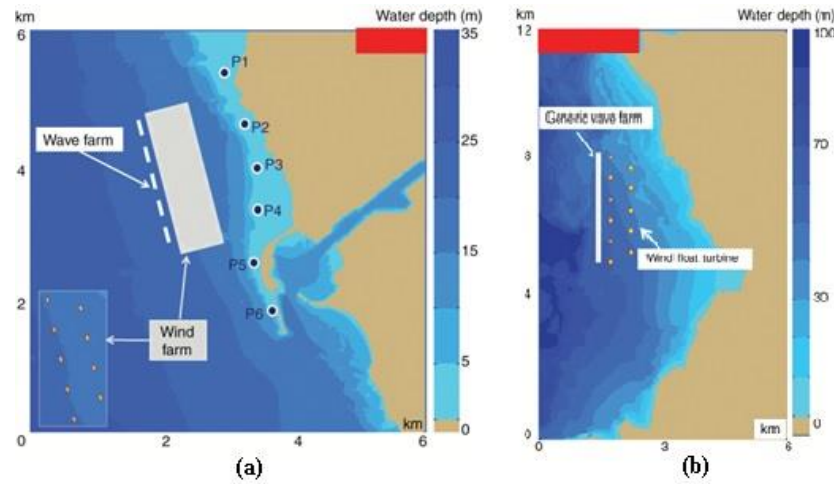 km
Water depth (m)
6
35
P1
P2
Wave farm
25
P3
4
P4
15
P5
P6
2
Wind
farm
5
km
0
0
2
4
6
(a)
km
Water depth (m)
12
100
Generic wave farm
8
70
Wind float turbine
4
30
km
0
0
0
3
6
(b)